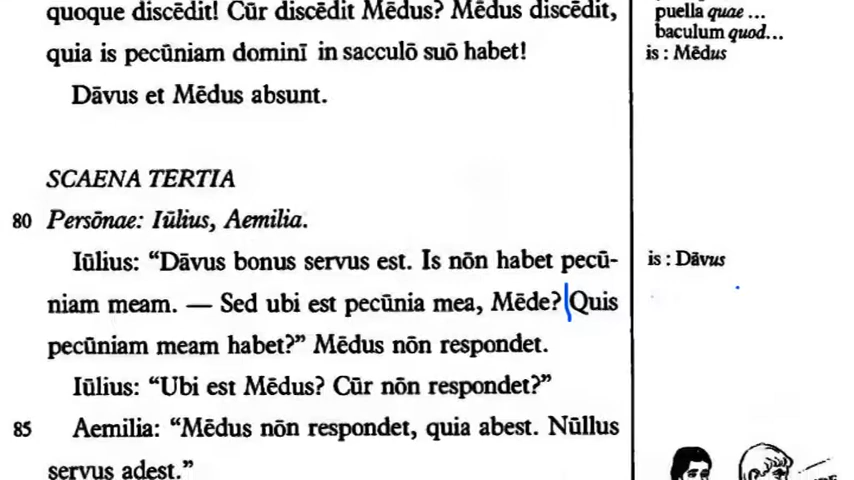 quoque discēdit! Cūr discēdit Mēdus? Mēdus discēdit,
quia is pecūniam dominī in sacculō suō habet!
Dāvus et Mēdus absunt.
SCAENA TERTIA
80 Persōnae: Iūlius, Aemilia.
Iūlius: “Dāvus bonus servus est. Is nōn habet pecū-
niam meam. — Sed ubi est pecūnia mea, Mēde? Quis
pecūniam meam habet?” Mēdus nōn respondet.
Iūlius: “Ubi est Mēdus? Cūr nōn respondet?”
85 Aemilia: “Mēdus nōn respondet, quia abest. Nūllus
servus adest.”
puella quae ...
baculum quod...
is : Mēdus
is : Dāvus